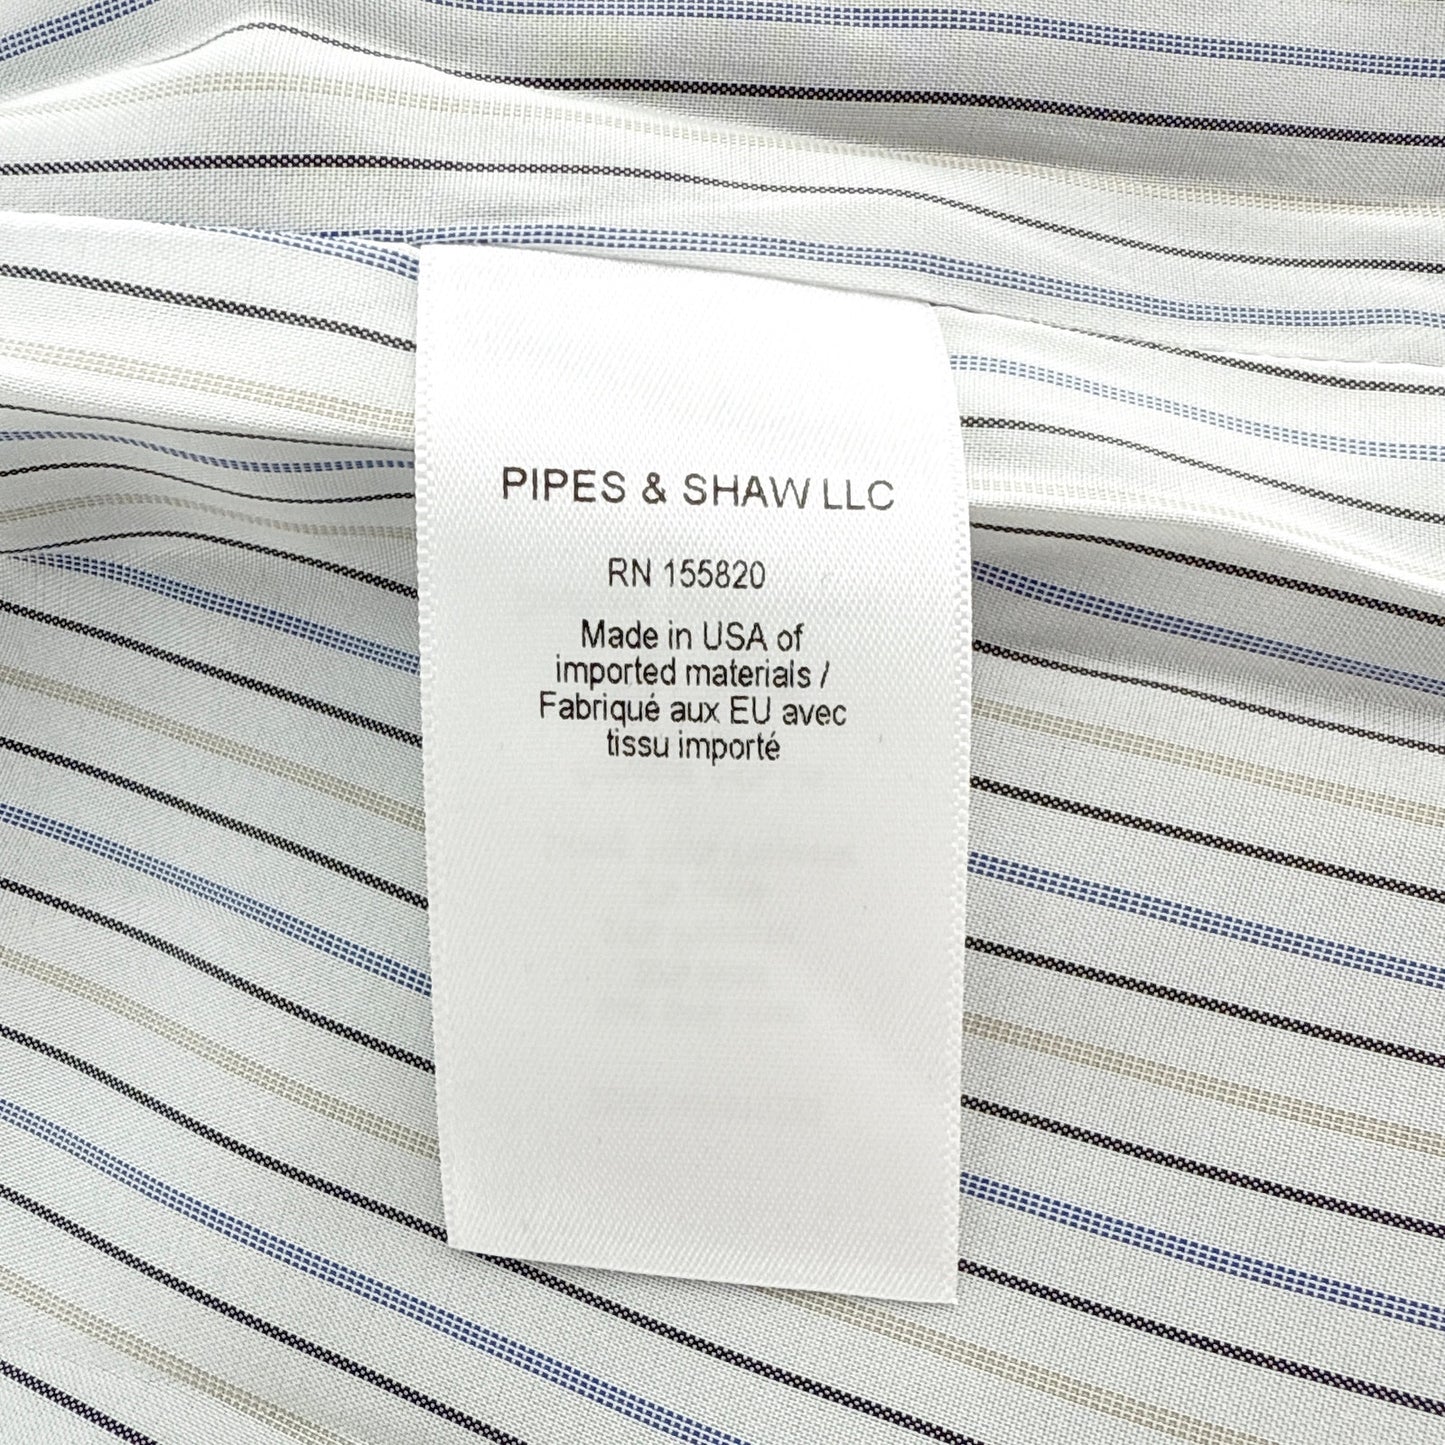 PIPES & SHAW LLC
RN 155820
Made in USA of
imported materials /
Fabriqué aux EU avec
tissu importé